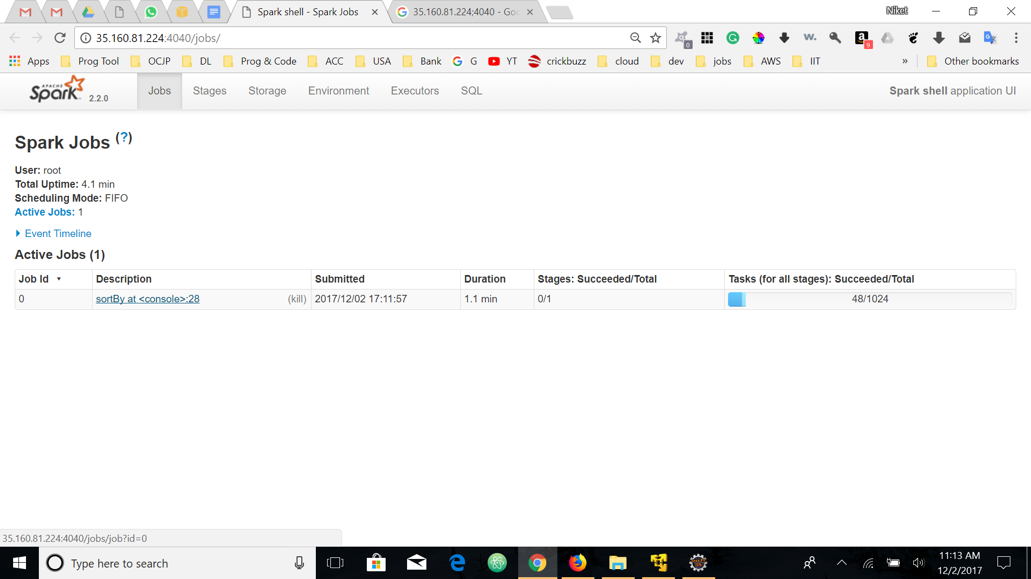 Spark shell - Spark Jobs
35.160.81.224:4040 - Go
Niket
35.160.81.224:4040/jobs/
Apps Prog Tool OCJP DL Prog & Code ACC USA Bank G YT crickbuzz cloud dev jobs AWS IIT » Other bookmarks
APACHE Spark 2.2.0 Jobs Stages Storage Environment Executors SQL Spark shell application UI
Spark Jobs (?)
User: root
Total Uptime: 4.1 min
Scheduling Mode: FIFO
Active Jobs: 1
Event Timeline
Active Jobs (1)
Job Id Description Submitted Duration Stages: Succeeded/Total Tasks (for all stages): Succeeded/Total
0 sortBy at <console>:28 (kill) 2017/12/02 17:11:57 1.1 min 0/1 48/1024
35.160.81.224:4040/jobs/job?id=0
Type here to search
11:13 AM
12/2/2017